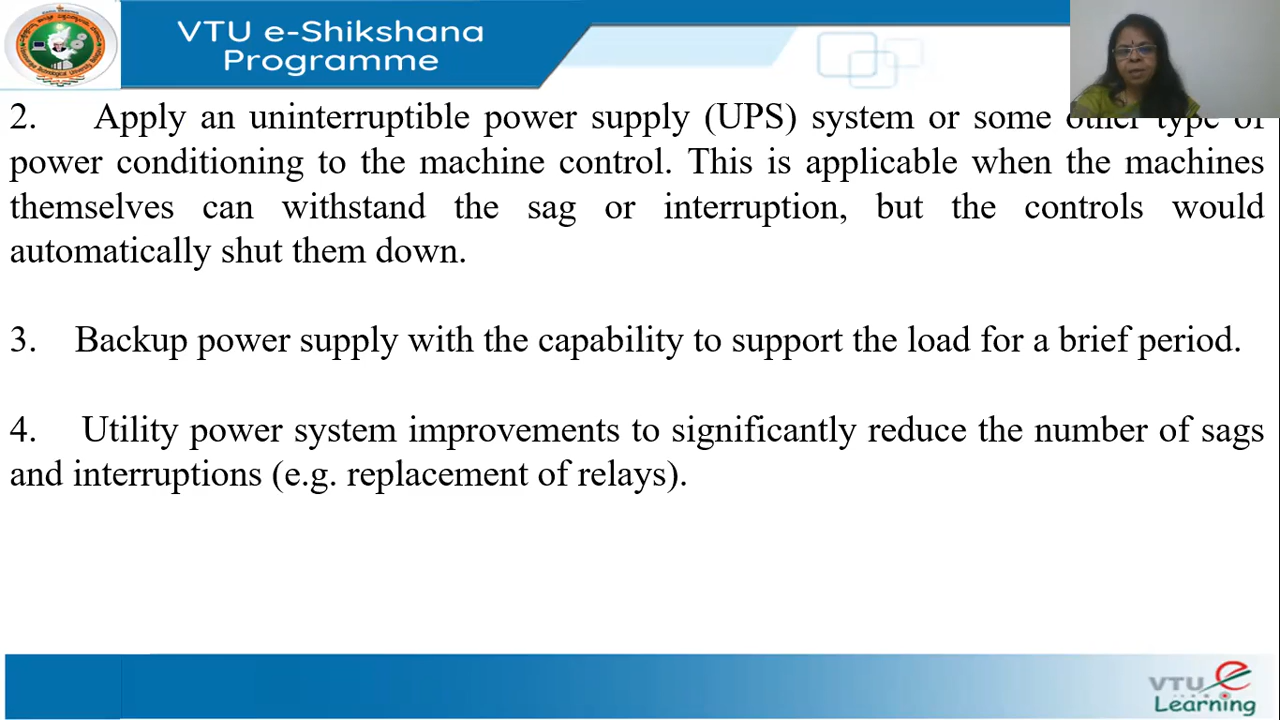 VTU e-Shikshana
Programme
2. Apply an uninterruptible power supply (UPS) system or some other type of
power conditioning to the machine control. This is applicable when the machines
themselves can withstand the sag or interruption, but the controls would
automatically shut them down.
3. Backup power supply with the capability to support the load for a brief period.
4. Utility power system improvements to significantly reduce the number of sags
and interruptions (e.g. replacement of relays).
VTU e
Learning